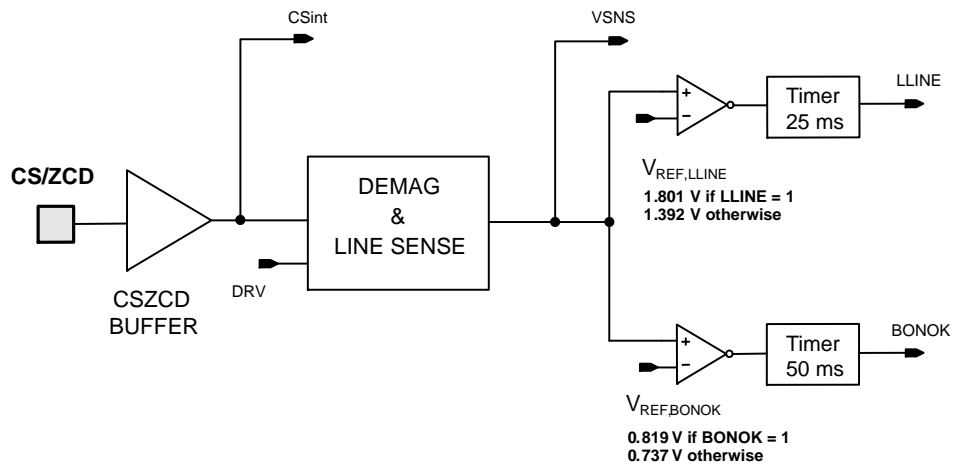 CSint
VSNS
LLINE
Timer
25 ms
+
−
CS/ZCD
V_REF,LLINE
1.801 V if LLINE = 1
1.392 V otherwise
DEMAG
&
LINE SENSE
DRV
CSZCD
BUFFER
BONOK
Timer
50 ms
+
−
V_REF,BONOK
0.819 V if BONOK = 1
0.737 V otherwise